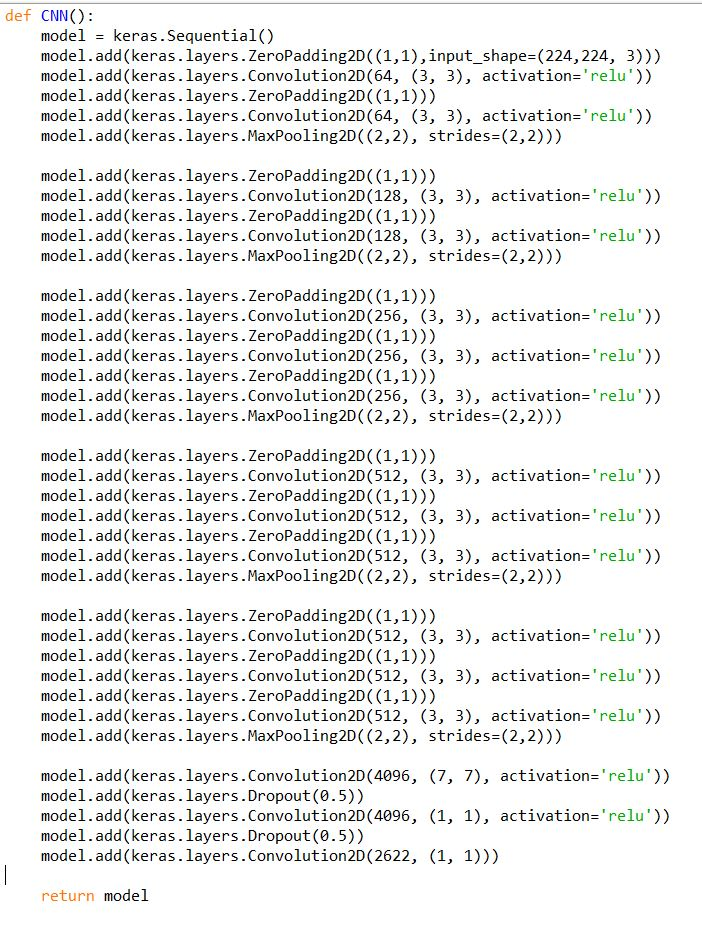 def CNN():
    model = keras.Sequential()
    model.add(keras.layers.ZeroPadding2D((1,1),input_shape=(224,224, 3)))
    model.add(keras.layers.Convolution2D(64, (3, 3), activation='relu'))
    model.add(keras.layers.ZeroPadding2D((1,1)))
    model.add(keras.layers.Convolution2D(64, (3, 3), activation='relu'))
    model.add(keras.layers.MaxPooling2D((2,2), strides=(2,2)))

    model.add(keras.layers.ZeroPadding2D((1,1)))
    model.add(keras.layers.Convolution2D(128, (3, 3), activation='relu'))
    model.add(keras.layers.ZeroPadding2D((1,1)))
    model.add(keras.layers.Convolution2D(128, (3, 3), activation='relu'))
    model.add(keras.layers.MaxPooling2D((2,2), strides=(2,2)))

    model.add(keras.layers.ZeroPadding2D((1,1)))
    model.add(keras.layers.Convolution2D(256, (3, 3), activation='relu'))
    model.add(keras.layers.ZeroPadding2D((1,1)))
    model.add(keras.layers.Convolution2D(256, (3, 3), activation='relu'))
    model.add(keras.layers.ZeroPadding2D((1,1)))
    model.add(keras.layers.Convolution2D(256, (3, 3), activation='relu'))
    model.add(keras.layers.MaxPooling2D((2,2), strides=(2,2)))

    model.add(keras.layers.ZeroPadding2D((1,1)))
    model.add(keras.layers.Convolution2D(512, (3, 3), activation='relu'))
    model.add(keras.layers.ZeroPadding2D((1,1)))
    model.add(keras.layers.Convolution2D(512, (3, 3), activation='relu'))
    model.add(keras.layers.ZeroPadding2D((1,1)))
    model.add(keras.layers.Convolution2D(512, (3, 3), activation='relu'))
    model.add(keras.layers.MaxPooling2D((2,2), strides=(2,2)))

    model.add(keras.layers.ZeroPadding2D((1,1)))
    model.add(keras.layers.Convolution2D(512, (3, 3), activation='relu'))
    model.add(keras.layers.ZeroPadding2D((1,1)))
    model.add(keras.layers.Convolution2D(512, (3, 3), activation='relu'))
    model.add(keras.layers.ZeroPadding2D((1,1)))
    model.add(keras.layers.Convolution2D(512, (3, 3), activation='relu'))
    model.add(keras.layers.MaxPooling2D((2,2), strides=(2,2)))

    model.add(keras.layers.Convolution2D(4096, (7, 7), activation='relu'))
    model.add(keras.layers.Dropout(0.5))
    model.add(keras.layers.Convolution2D(4096, (1, 1), activation='relu'))
    model.add(keras.layers.Dropout(0.5))
    model.add(keras.layers.Convolution2D(2622, (1, 1)))

    return model